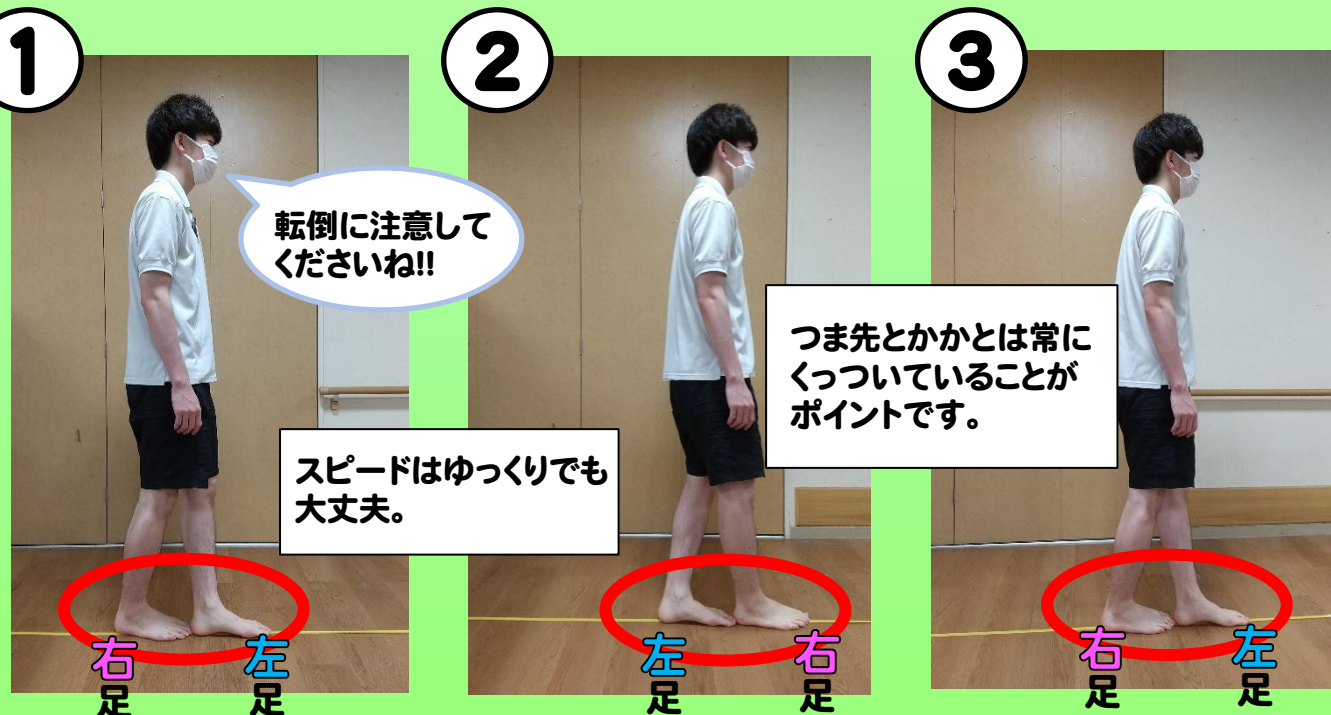 1
2
3
転倒に注意して
くださいね!!
スピードはゆっくりでも
大丈夫。
つま先とかかとは常に
くっついていることが
ポイントです。
右足
左足
左足
右足
右足
左足